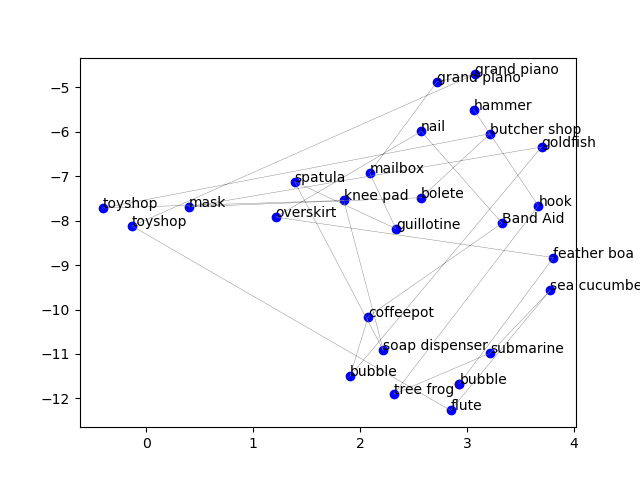 grand piano
grand piano
−5
hammer
nail
butcher shop
−6
goldfish
mailbox
spatula
−7
knee pad
bolete
toyshop
mask
hook
overskirt
toyshop
Band Aid
guillotine
−8
feather boa
−9
sea cucumbe
−10
coffeepot
soap dispenser
submarine
−11
bubble
bubble
tree frog
flute
−12
0 1 2 3 4